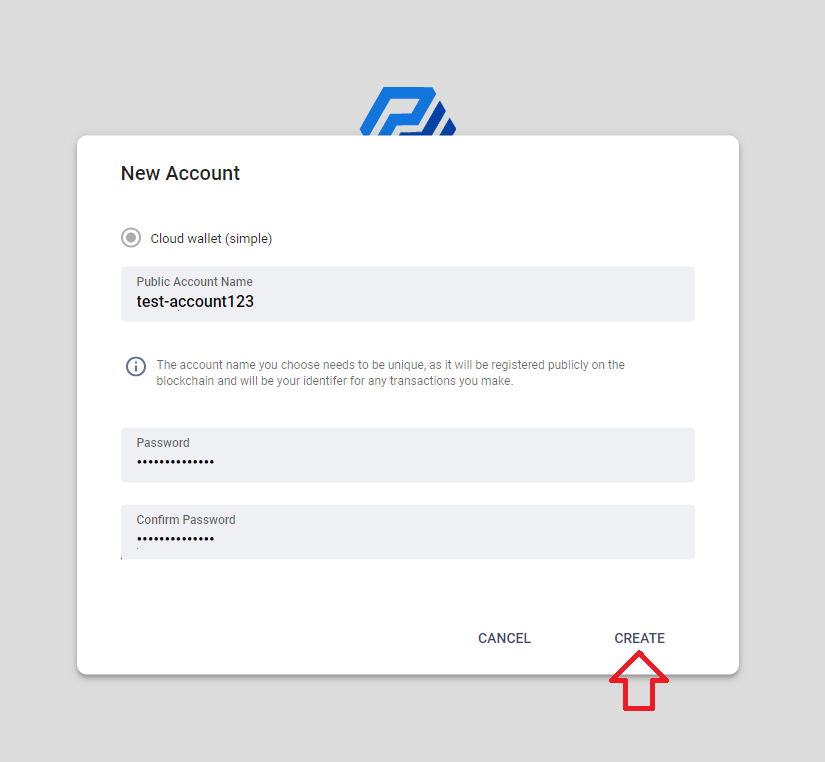 New Account
Cloud wallet (simple)
Public Account Name
test-account123
The account name you choose needs to be unique, as it will be registered publicly on the
blockchain and will be your identifer for any transactions you make.
Password
••••••••••••••
Confirm Password
••••••••••••••
CANCEL CREATE